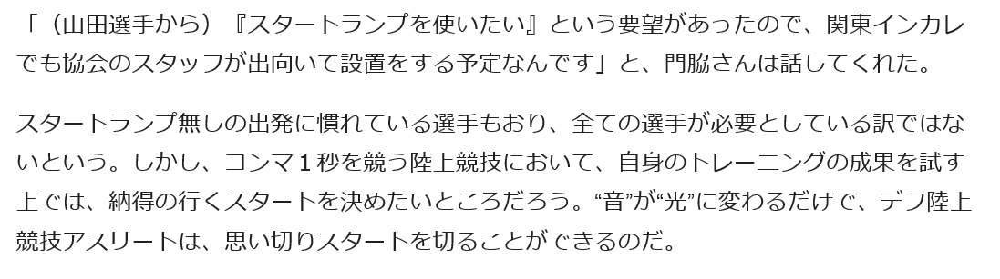 「（山田選手から）『スタートランプを使いたい』という要望があったので、関東インカレ
でも協会のスタッフが出向いて設置をする予定なんです」と、門脇さんは話してくれた。
スタートランプ無しの出発に慣れている選手もおり、全ての選手が必要としている訳ではな
いという。しかし、コンマ１秒を競う陸上競技において、自身のトレーニングの成果を試す
上では、納得の行くスタートを決めたいところだろう。“音”が“光”に変わるだけで、デフ陸上
競技アスリートは、思い切りスタートを切ることができるのだ。